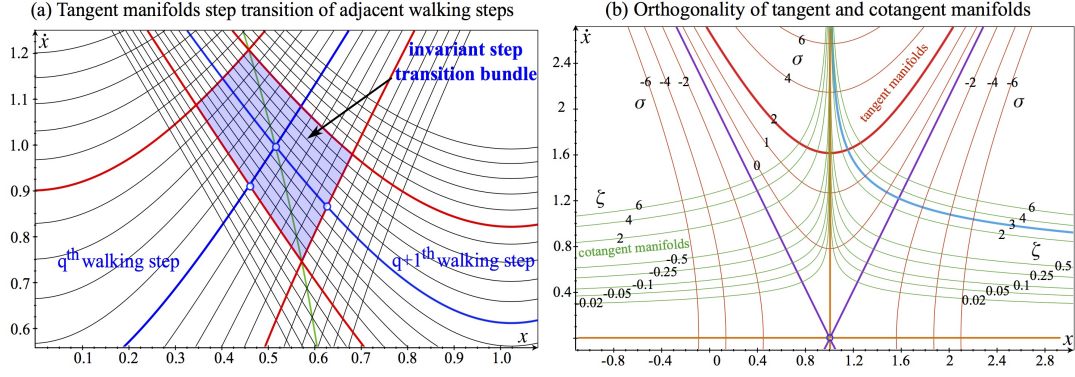 (a) Tangent manifolds step transition of adjacent walking steps
ẋ
1.2
1.1
1.0
0.9
0.8
0.7
0.6
invariant step
transition bundle
qth walking step
q+1th walking step
x
0.1 0.2 0.3 0.4 0.5 0.6 0.7 0.8 0.9 1.0
(b) Orthogonality of tangent and cotangent manifolds
ẋ
2.4
2
1.6
1.2
0.8
0.4
6
σ
4
2
1
0
-6 -4 -2
σ
-2 -4 -6
σ
tangent manifolds
ζ
6
4
2
cotangent manifolds
-0.5
-0.25
-0.1
-0.05
-0.02
6
4
3
2
ζ
0.5
0.25
0.1
0.05
0.02
x
-0.8 -0.4 0 0.4 0.8 1.2 1.6 2.0 2.4 2.8